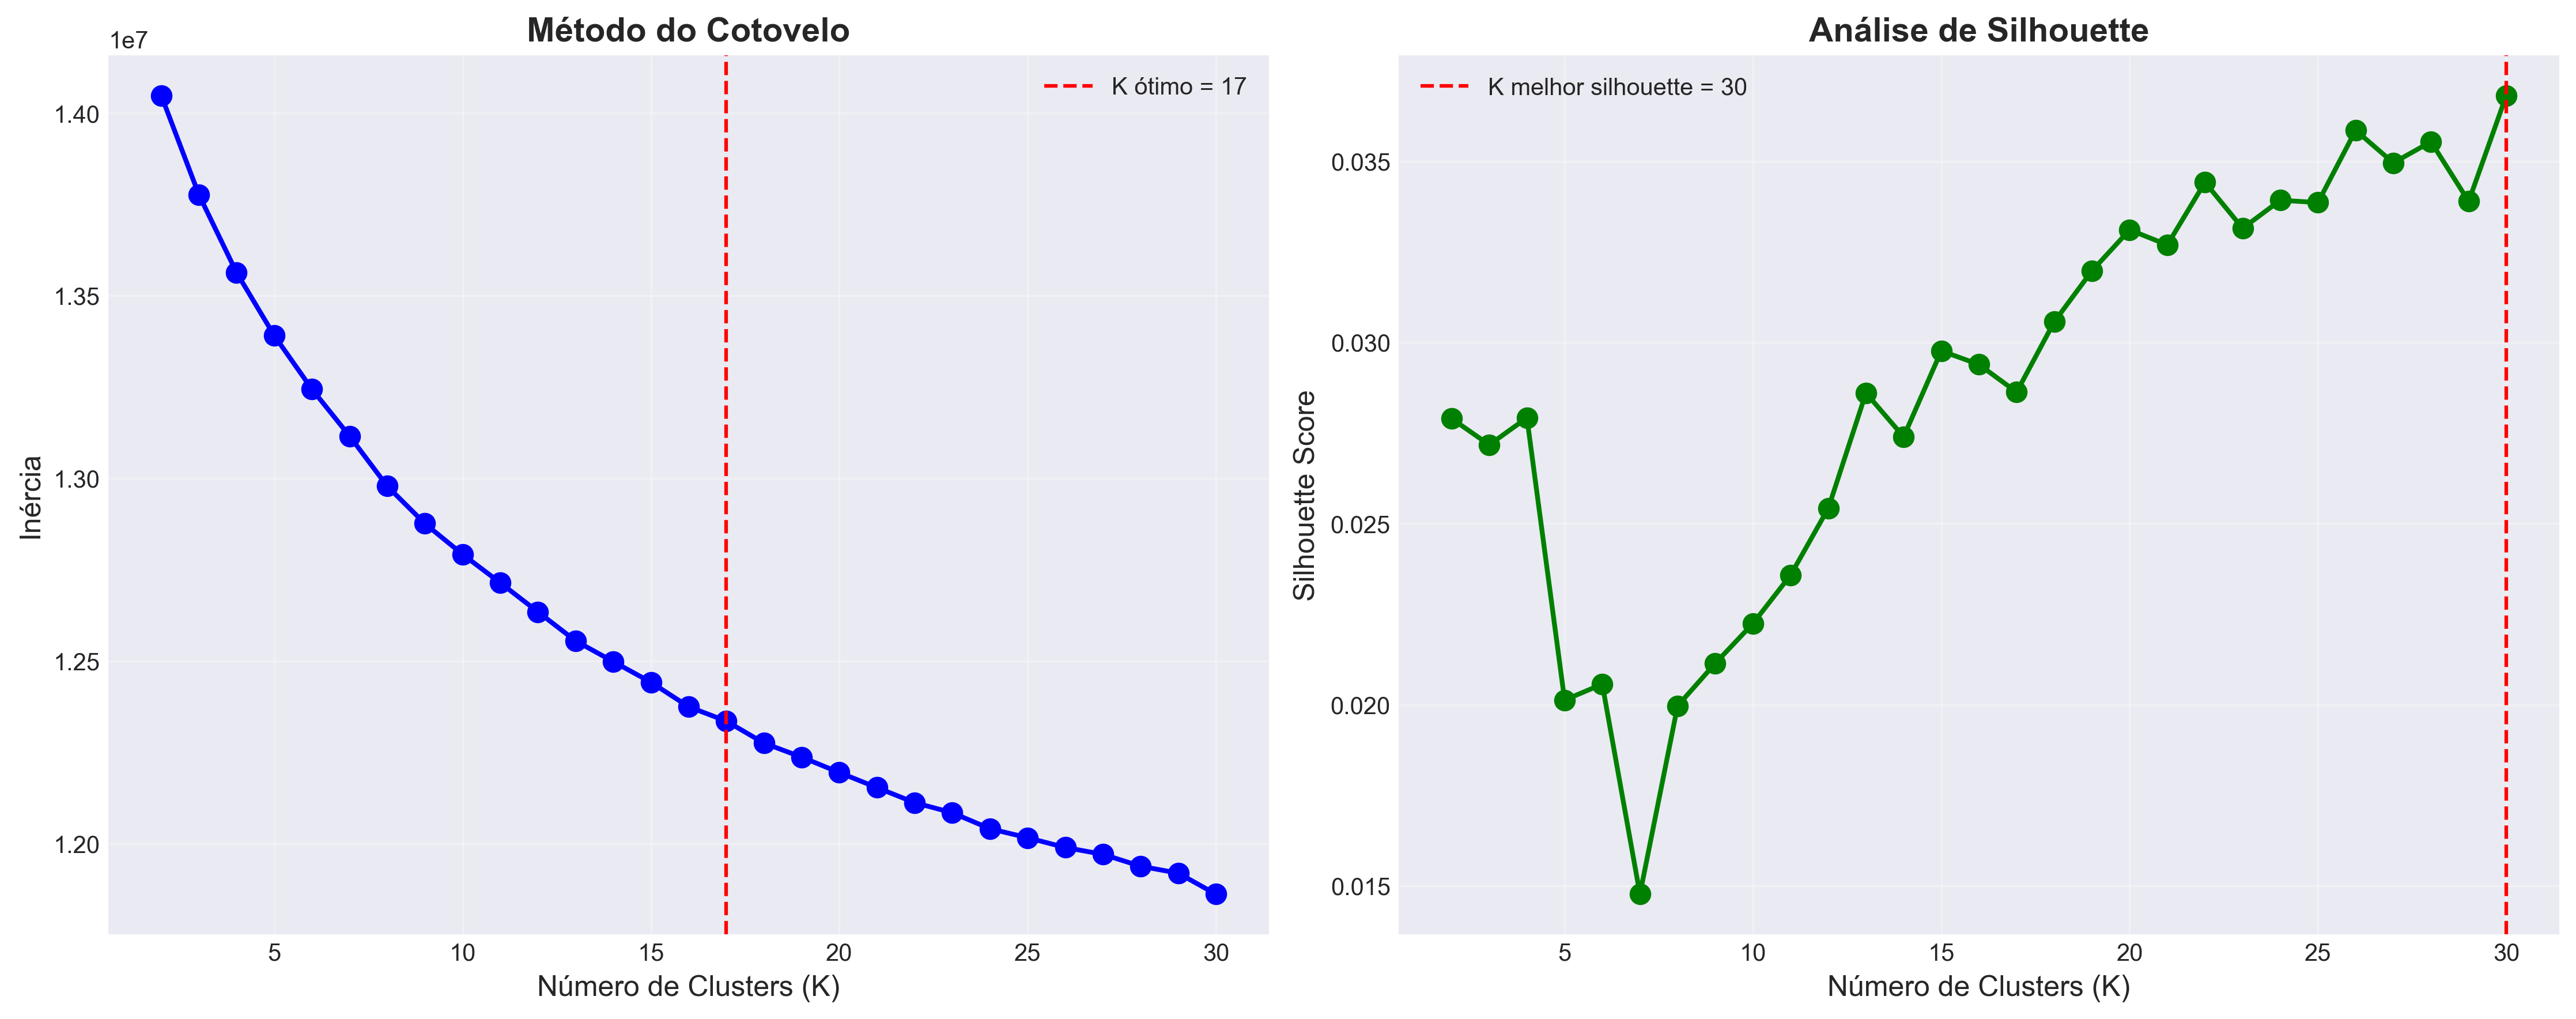 Método do Cotovelo
1e7
K ótimo = 17
1.40
1.35
1.30
1.25
1.20
Inércia
5 10 15 20 25 30
Número de Clusters (K)
Análise de Silhouette
K melhor silhouette = 30
0.035
0.030
0.025
0.020
0.015
Silhouette Score
5 10 15 20 25 30
Número de Clusters (K)